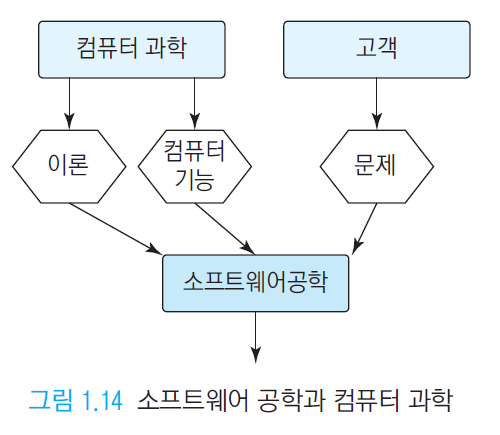 컴퓨터 과학
고객
이론
컴퓨터
기능
문제
소프트웨어공학
그림 1.14 소프트웨어 공학과 컴퓨터 과학